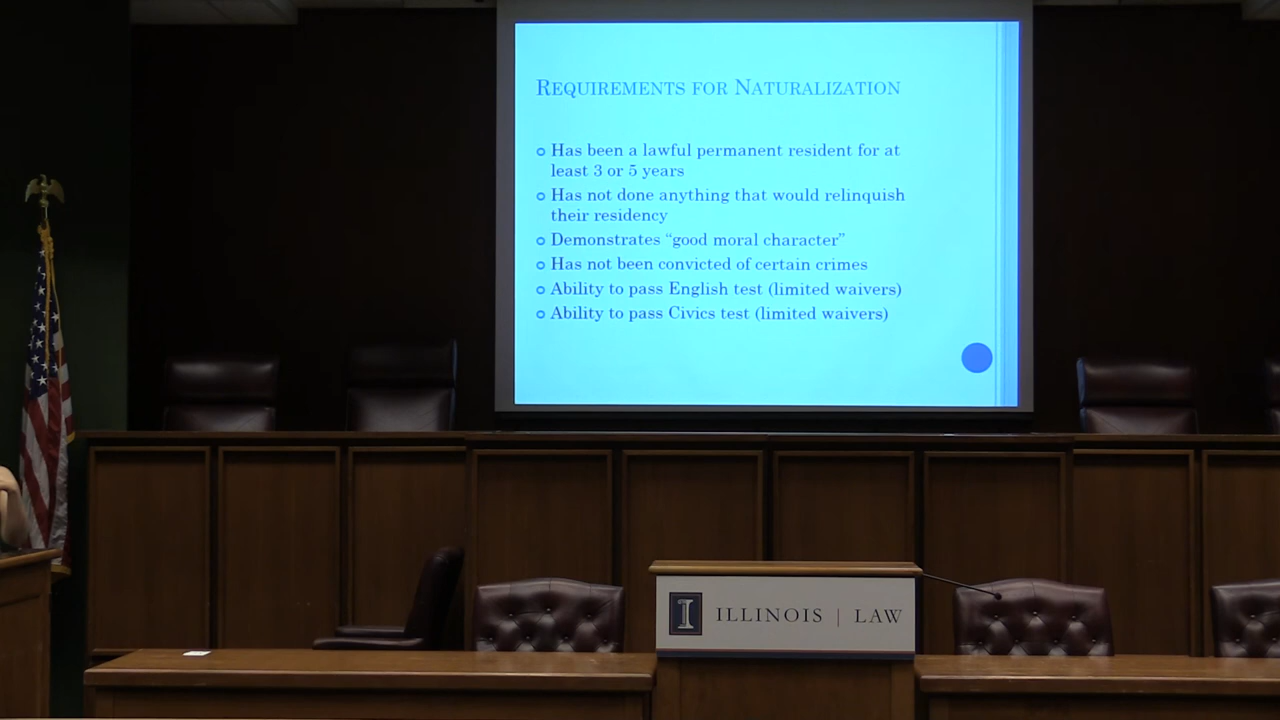 REQUIREMENTS FOR NATURALIZATION
Has been a lawful permanent resident for at
least 3 or 5 years
Has not done anything that would relinquish
their residency
Demonstrates “good moral character”
Has not been convicted of certain crimes
Ability to pass English test (limited waivers)
Ability to pass Civics test (limited waivers)
I ILLINOIS | LAW